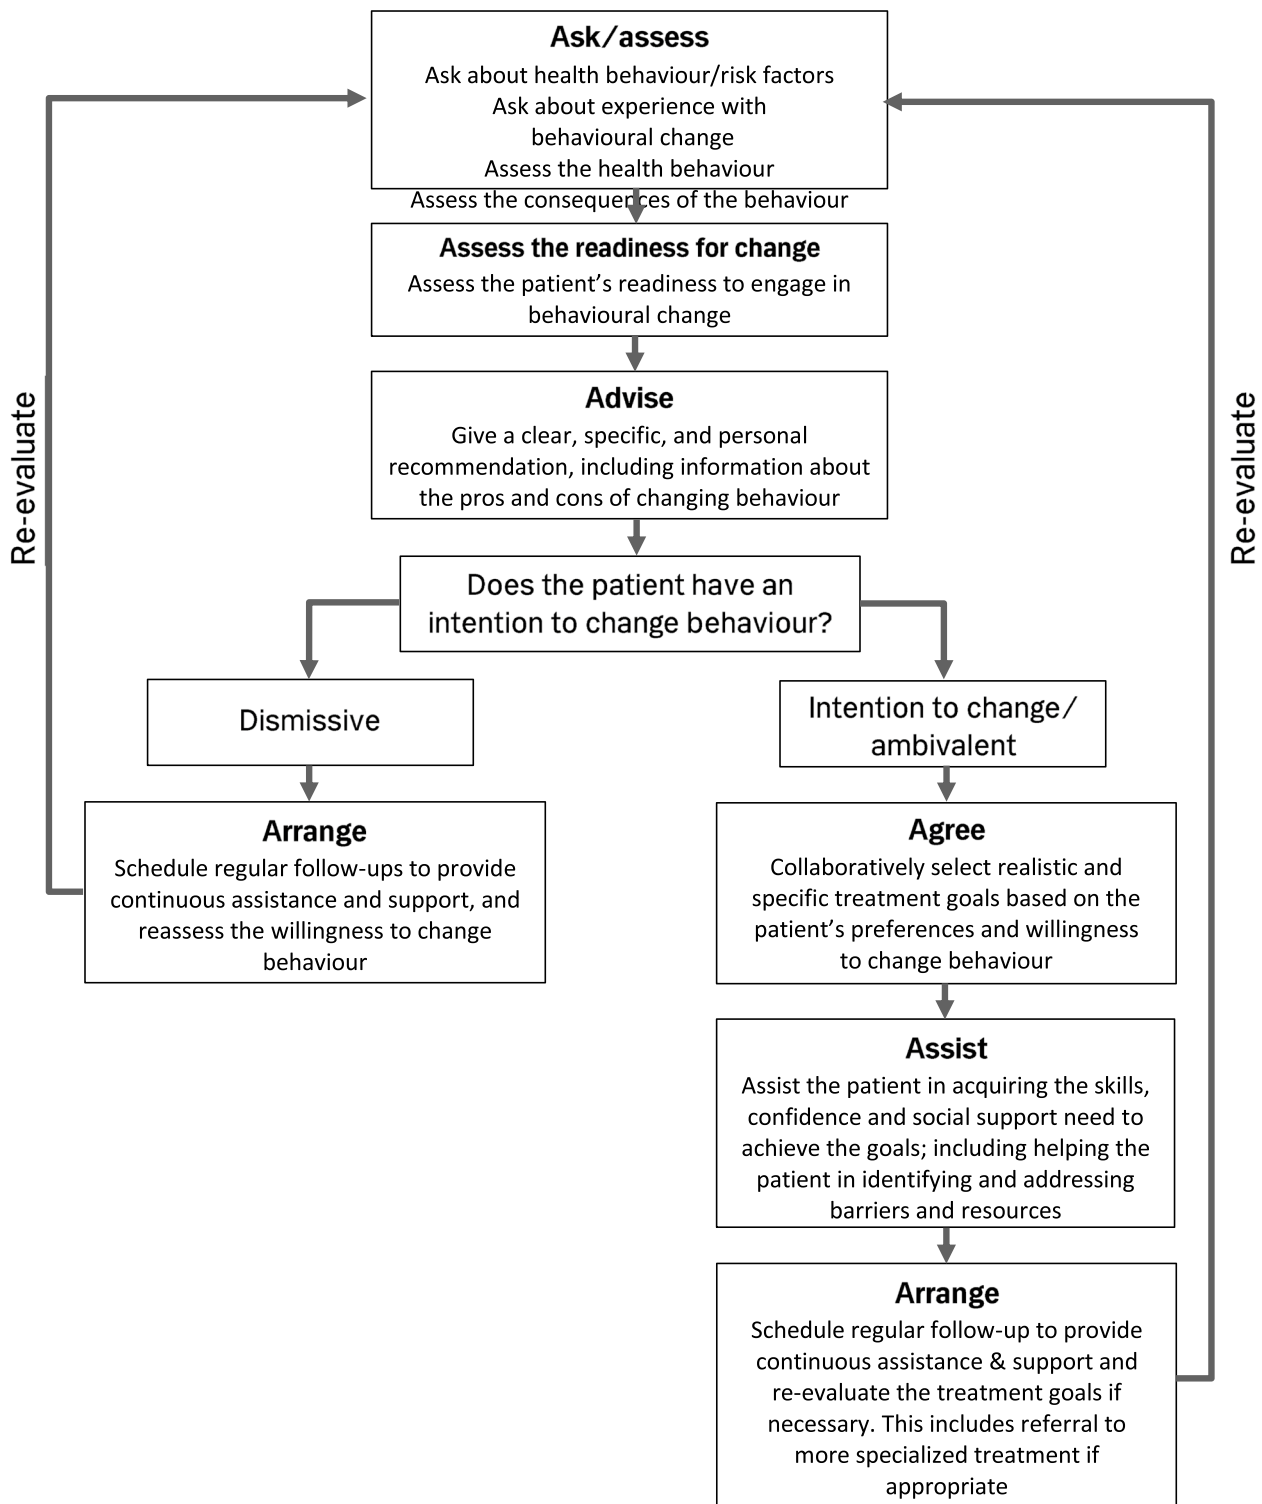 Ask/assess
Ask about health behaviour/risk factors
Ask about experience with
behavioural change
Assess the health behaviour
Assess the consequences of the behaviour
Assess the readiness for change
Assess the patient’s readiness to engage in
behavioural change
Advise
Give a clear, specific, and personal
recommendation, including information about
the pros and cons of changing behaviour
Re-evaluate
Re-evaluate
Does the patient have an
intention to change behaviour?
Dismissive
Intention to change/
ambivalent
Arrange
Schedule regular follow-ups to provide
continuous assistance and support, and
reassess the willingness to change
behaviour
Agree
Collaboratively select realistic and
specific treatment goals based on the
patient’s preferences and willingness
to change behaviour
Assist
Assist the patient in acquiring the skills,
confidence and social support need to
achieve the goals; including helping the
patient in identifying and addressing
barriers and resources
Arrange
Schedule regular follow-up to provide
continuous assistance & support and
re-evaluate the treatment goals if
necessary. This includes referral to
more specialized treatment if
appropriate